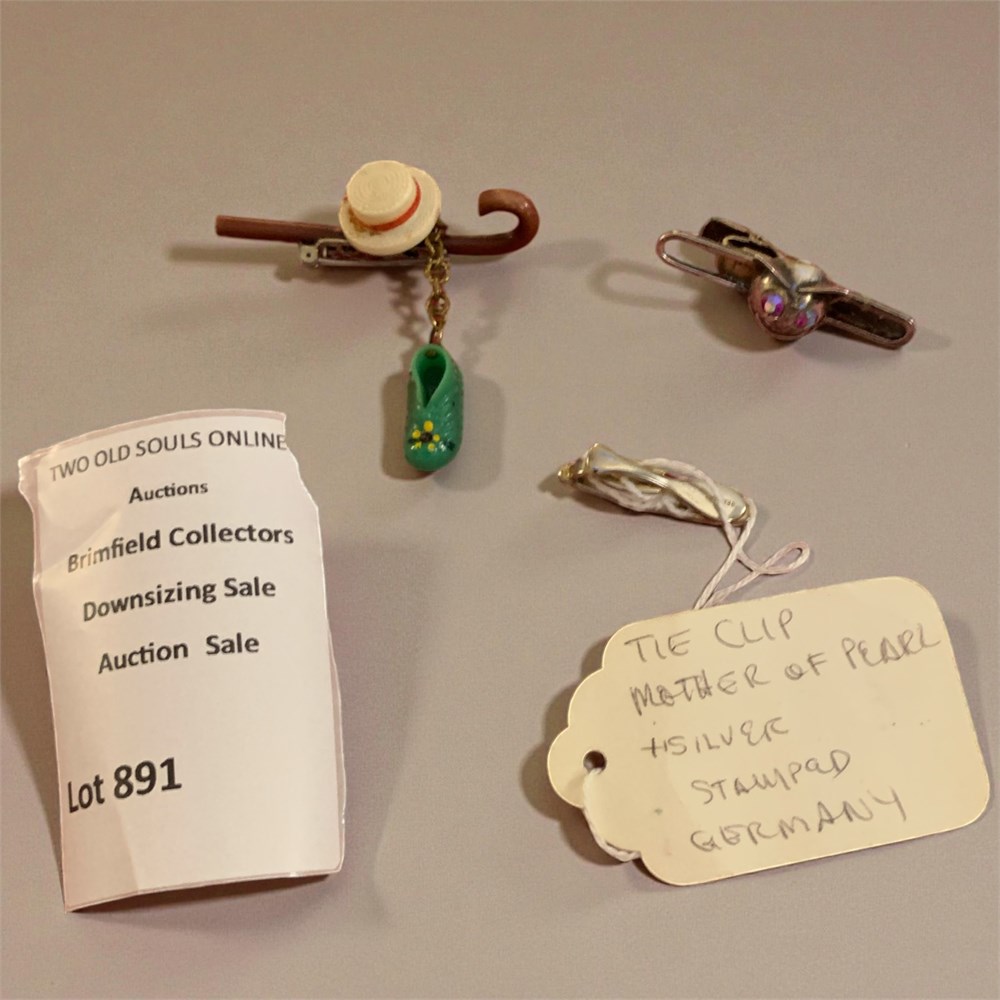 TWO OLD SOULS ONLINE
Auctions
Brimfield Collectors
Downsizing Sale
Auction Sale
Lot 891
TIE CLIP
MOTHER OF PEARL
+SILVER
STAMPED
GERMANY